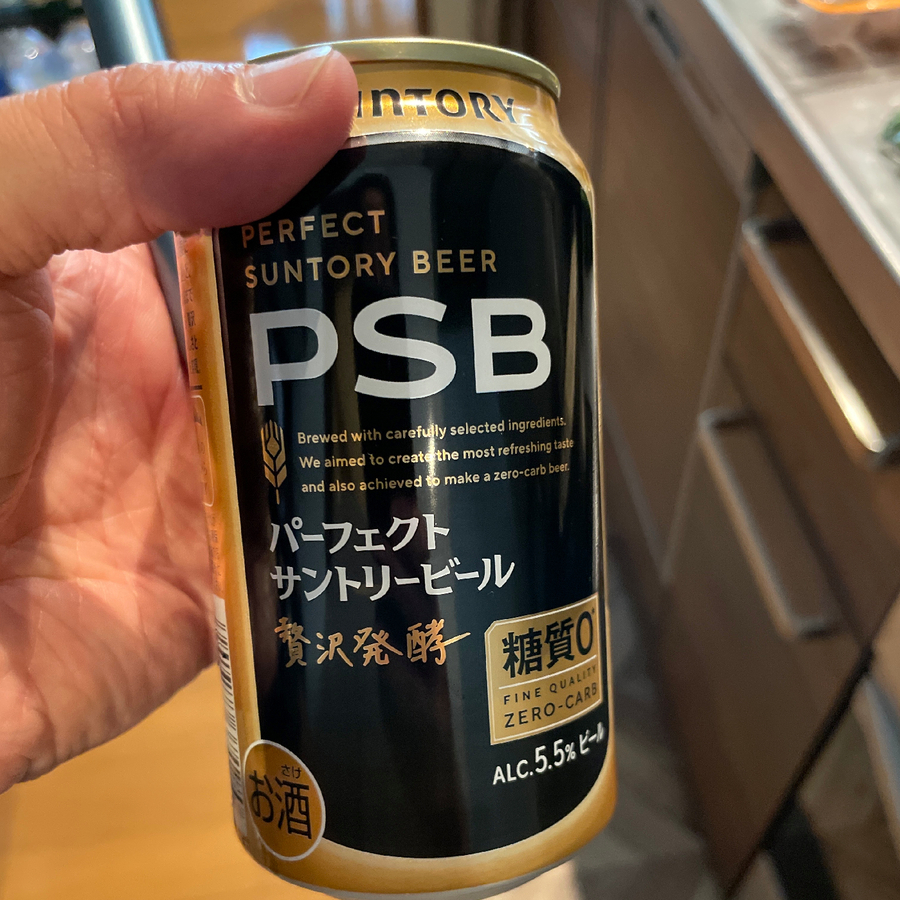 SUNTORY
PERFECT
SUNTORY BEER
PSB
Brewed with carefully selected ingredients.
We aimed to create the most refreshing taste
and also achieved to make a zero-carb beer.
パーフェクト
サントリービール
贅沢発酵
糖質0*
FINE QUALITY
ZERO-CARB
ALC.5.5% ビール
さけ
お酒